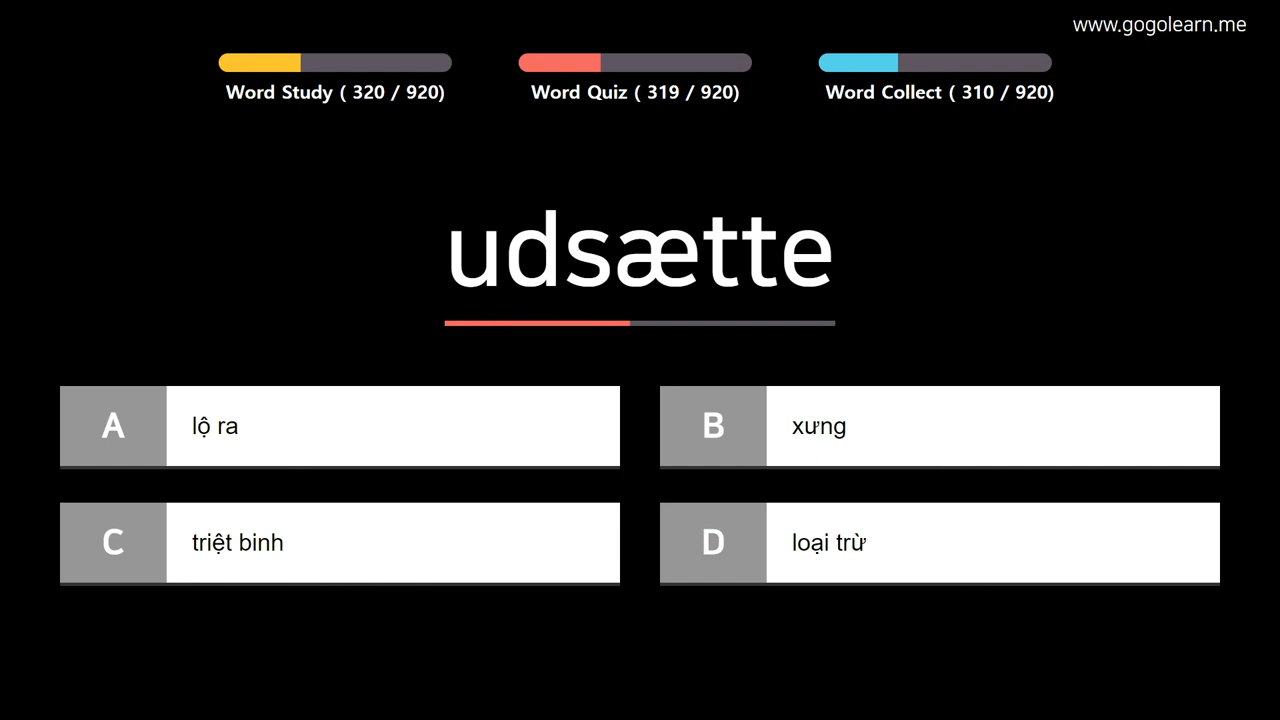 www.gogolearn.me
Word Study ( 320 / 920)
Word Quiz ( 319 / 920)
Word Collect ( 310 / 920)
udsætte
A lộ ra
B xưng
C triệt binh
D loại trừ